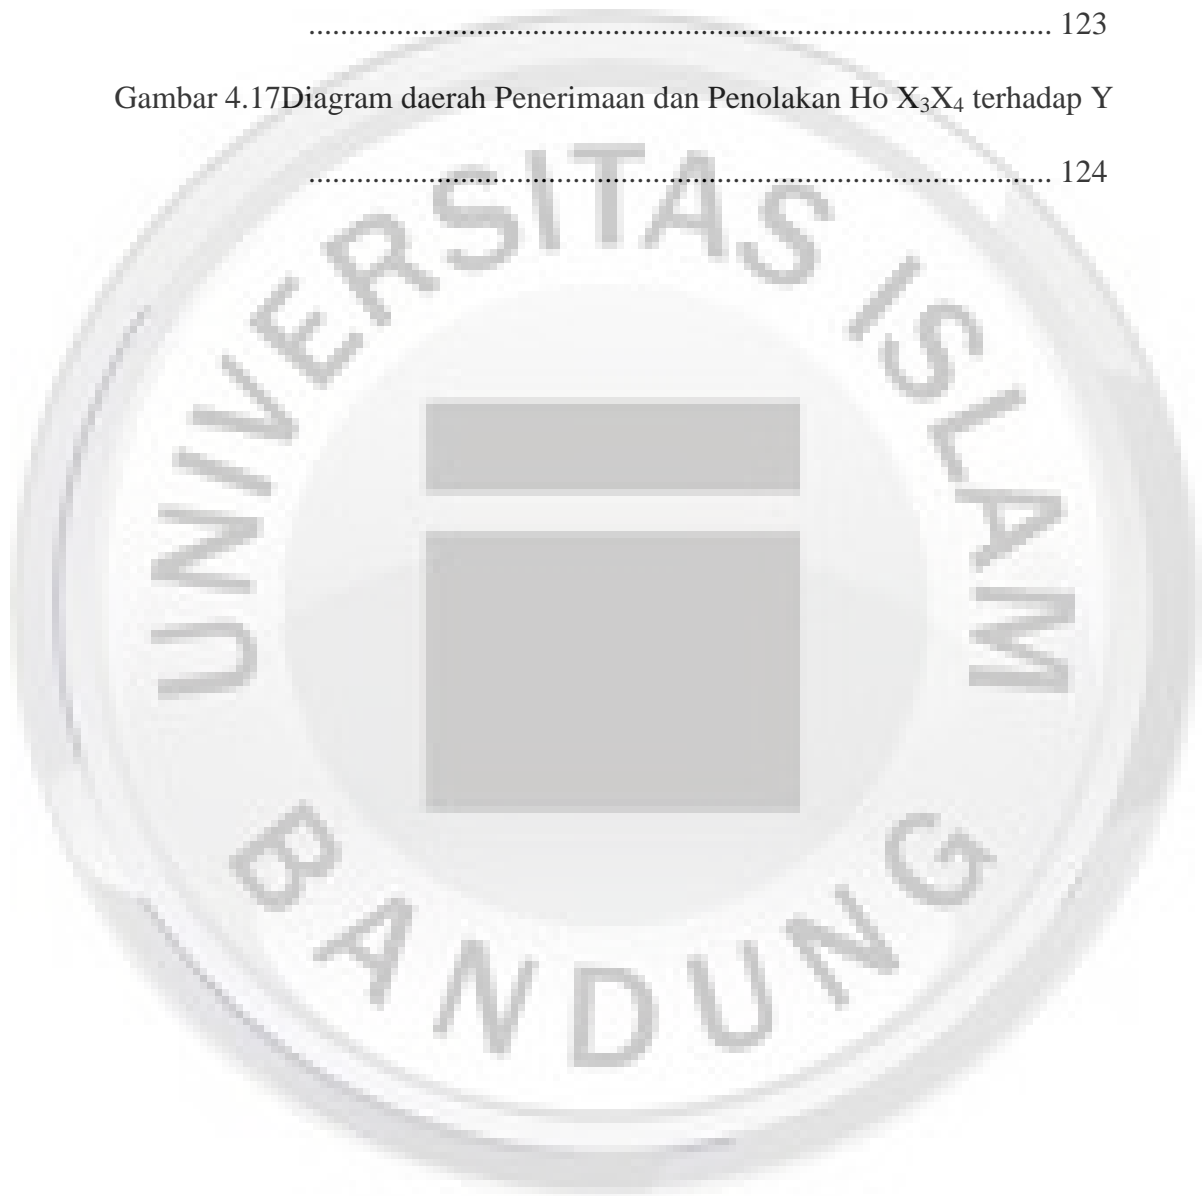 ........................................................................................... 123
Gambar 4.17Diagram daerah Penerimaan dan Penolakan Ho X₃X₄ terhadap Y
........................................................................................... 124
UNIVERSITAS ISLAM
BANDUNG